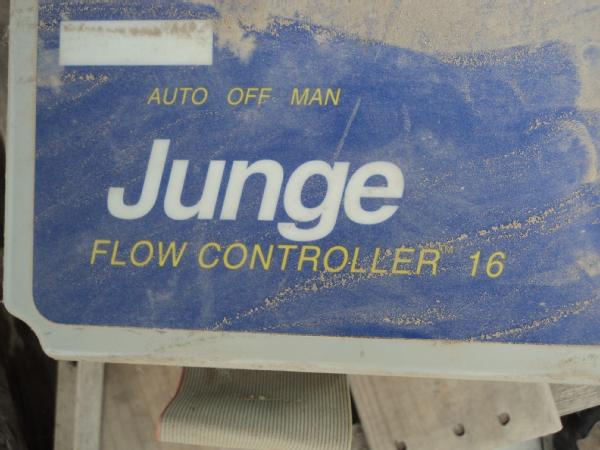 AUTO OFF MAN
Junge
FLOW CONTROLLER™ 16